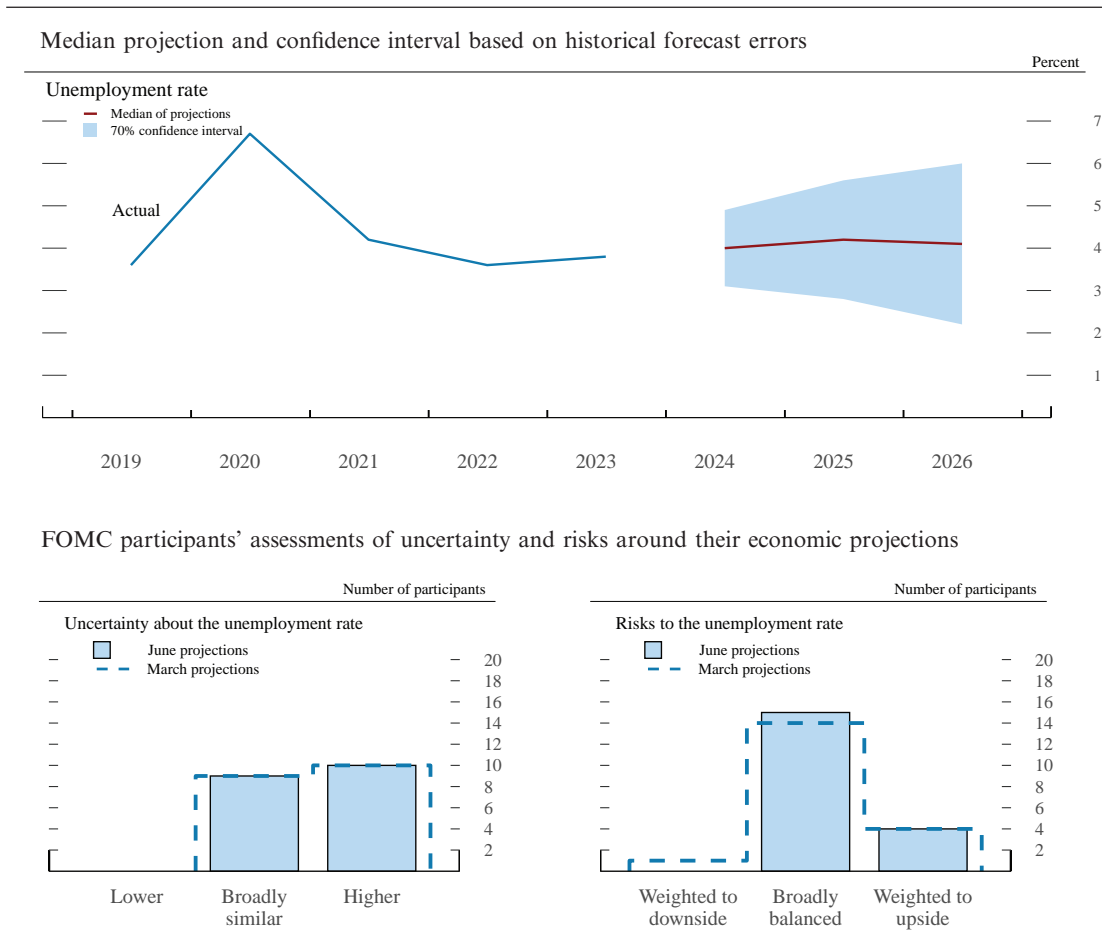 Median projection and confidence interval based on historical forecast errors
Percent
Unemployment rate
Median of projections
70% confidence interval
Actual
7
6
5
4
3
2
1
2019 2020 2021 2022 2023 2024 2025 2026
FOMC participants’ assessments of uncertainty and risks around their economic projections
Number of participants
Uncertainty about the unemployment rate
June projections
March projections
20
18
16
14
12
10
8
6
4
2
Lower
Broadly
similar
Higher
Number of participants
Risks to the unemployment rate
June projections
March projections
20
18
16
14
12
10
8
6
4
2
Weighted to
downside
Broadly
balanced
Weighted to
upside